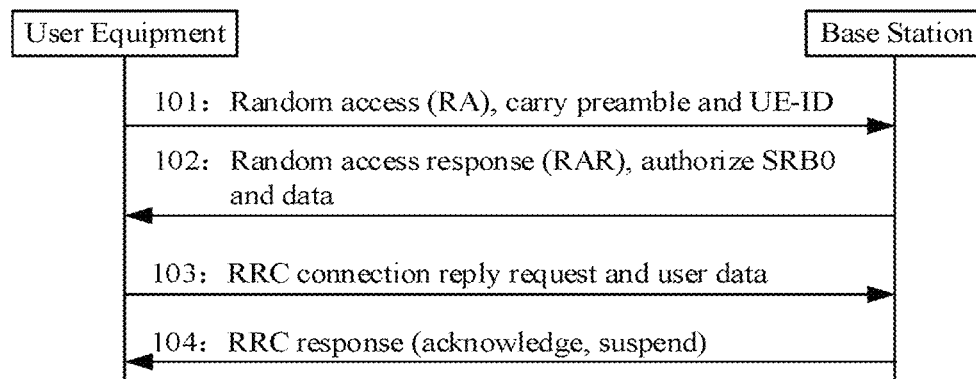 User Equipment
Base Station
101: Random access (RA), carry preamble and UE-ID
102: Random access response (RAR), authorize SRB0
and data
103: RRC connection reply request and user data
104: RRC response (acknowledge, suspend)